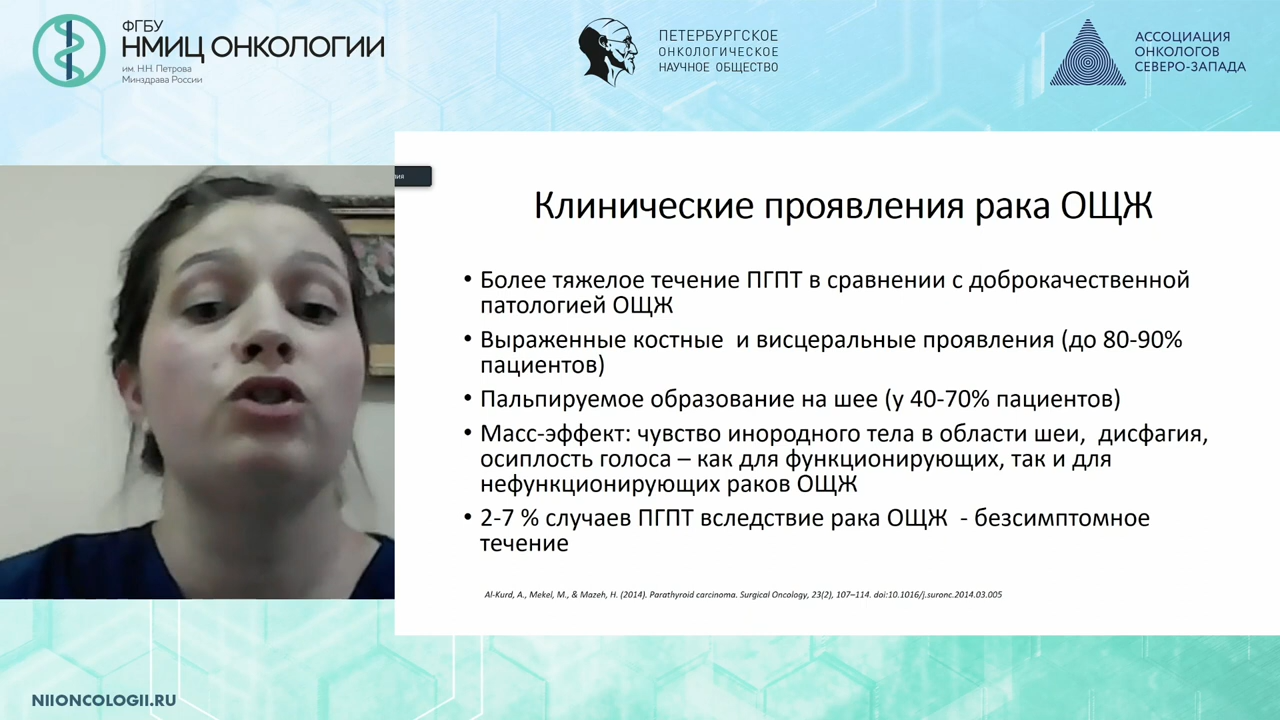 ФГБУ
НМИЦ ОНКОЛОГИИ
им. Н.Н. Петрова
Минздрава России
ПЕТЕРБУРГСКОЕ
ОНКОЛОГИЧЕСКОЕ
НАУЧНОЕ ОБЩЕСТВО
АССОЦИАЦИЯ
ОНКОЛОГОВ
СЕВЕРО-ЗАПАДА
Клинические проявления рака ОЩЖ
• Более тяжелое течение ПГПТ в сравнении с доброкачественной
патологией ОЩЖ
• Выраженные костные и висцеральные проявления (до 80-90%
пациентов)
• Пальпируемое образование на шее (у 40-70% пациентов)
• Масс-эффект: чувство инородного тела в области шеи, дисфагия,
осиплость голоса – как для функционирующих, так и для
нефункционирующих раков ОЩЖ
• 2-7 % случаев ПГПТ вследствие рака ОЩЖ - безсимптомное
течение
Al-Kurd, A., Mekel, M., & Mazeh, H. (2014). Parathyroid carcinoma. Surgical Oncology, 23(2), 107–114. doi:10.1016/j.suronc.2014.03.005
NIIONCOLOGII.RU